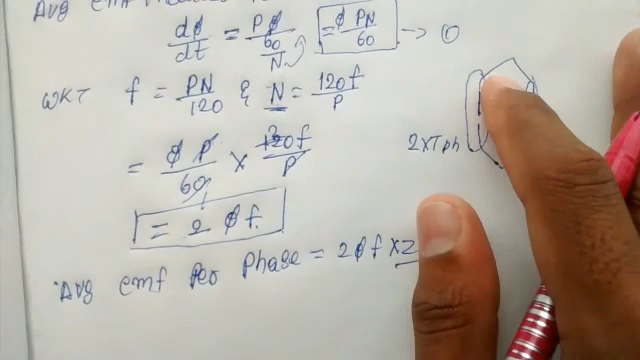 Avg emf
dϕ/dt = Pϕ/(60/N) = ϕPN/60 → ①
WKT f = PN/120 & N = 120f/P
= ϕP/60 × 120f/P
2×Tph
= 2ϕf
Avg emf per Phase = 2ϕf × Z